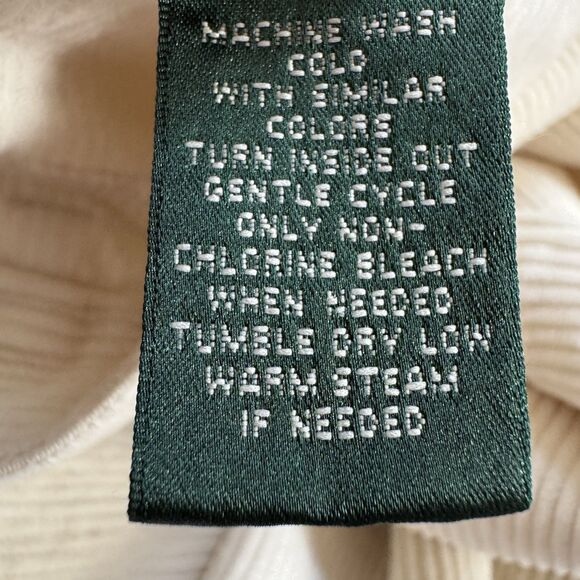 MACHINE WASH
COLD
WITH SIMILAR
COLORS
TURN INSIDE OUT
GENTLE CYCLE
ONLY NON-
CHLORINE BLEACH
WHEN NEEDED
TUMBLE DRY LOW
WARM STEAM
IF NEEDED